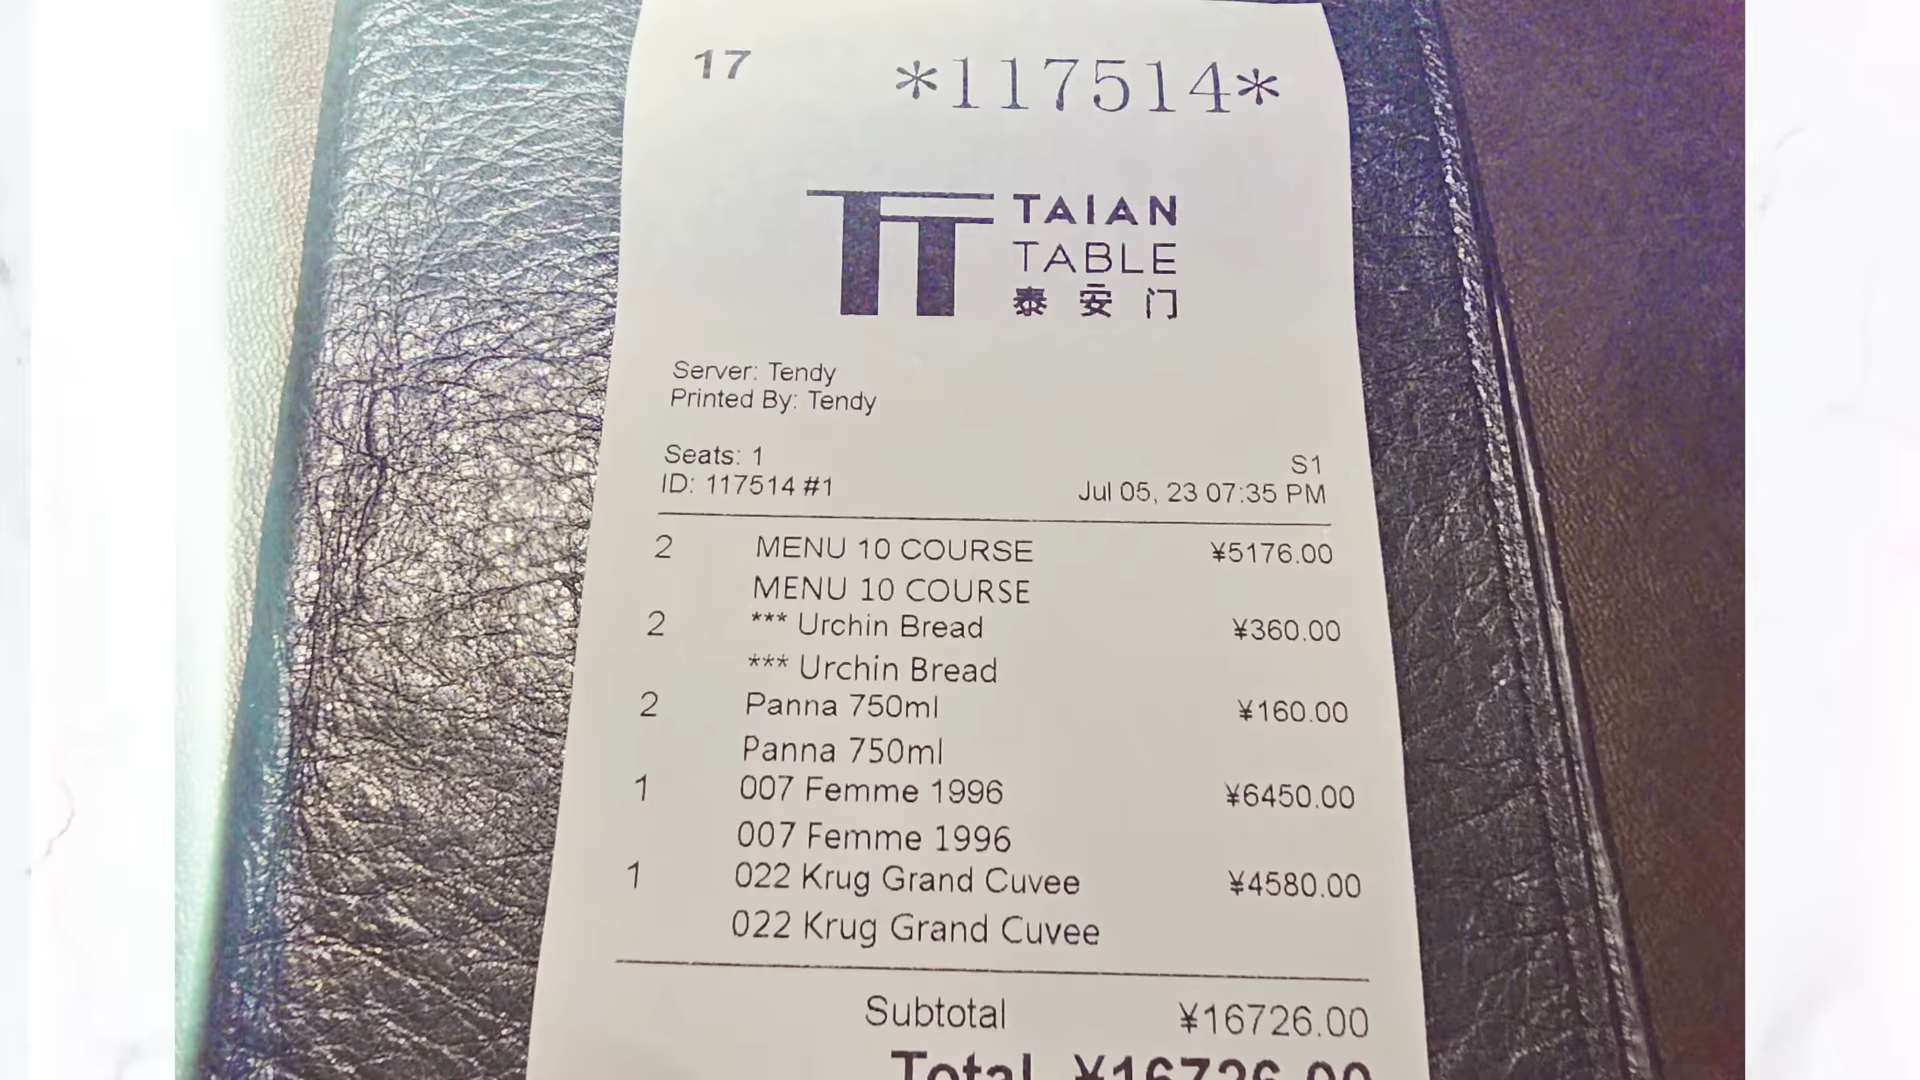 17 *117514*
TAIAN
TABLE
泰安门
Server: Tendy
Printed By: Tendy
Seats: 1 S1
ID: 117514 #1 Jul 05, 23 07:35 PM
2 MENU 10 COURSE ¥5176.00
MENU 10 COURSE
2 *** Urchin Bread ¥360.00
*** Urchin Bread
2 Panna 750ml ¥160.00
Panna 750ml
1 007 Femme 1996 ¥6450.00
007 Femme 1996
1 022 Krug Grand Cuvee ¥4580.00
022 Krug Grand Cuvee
Subtotal ¥16726.00
Total ¥16726.00